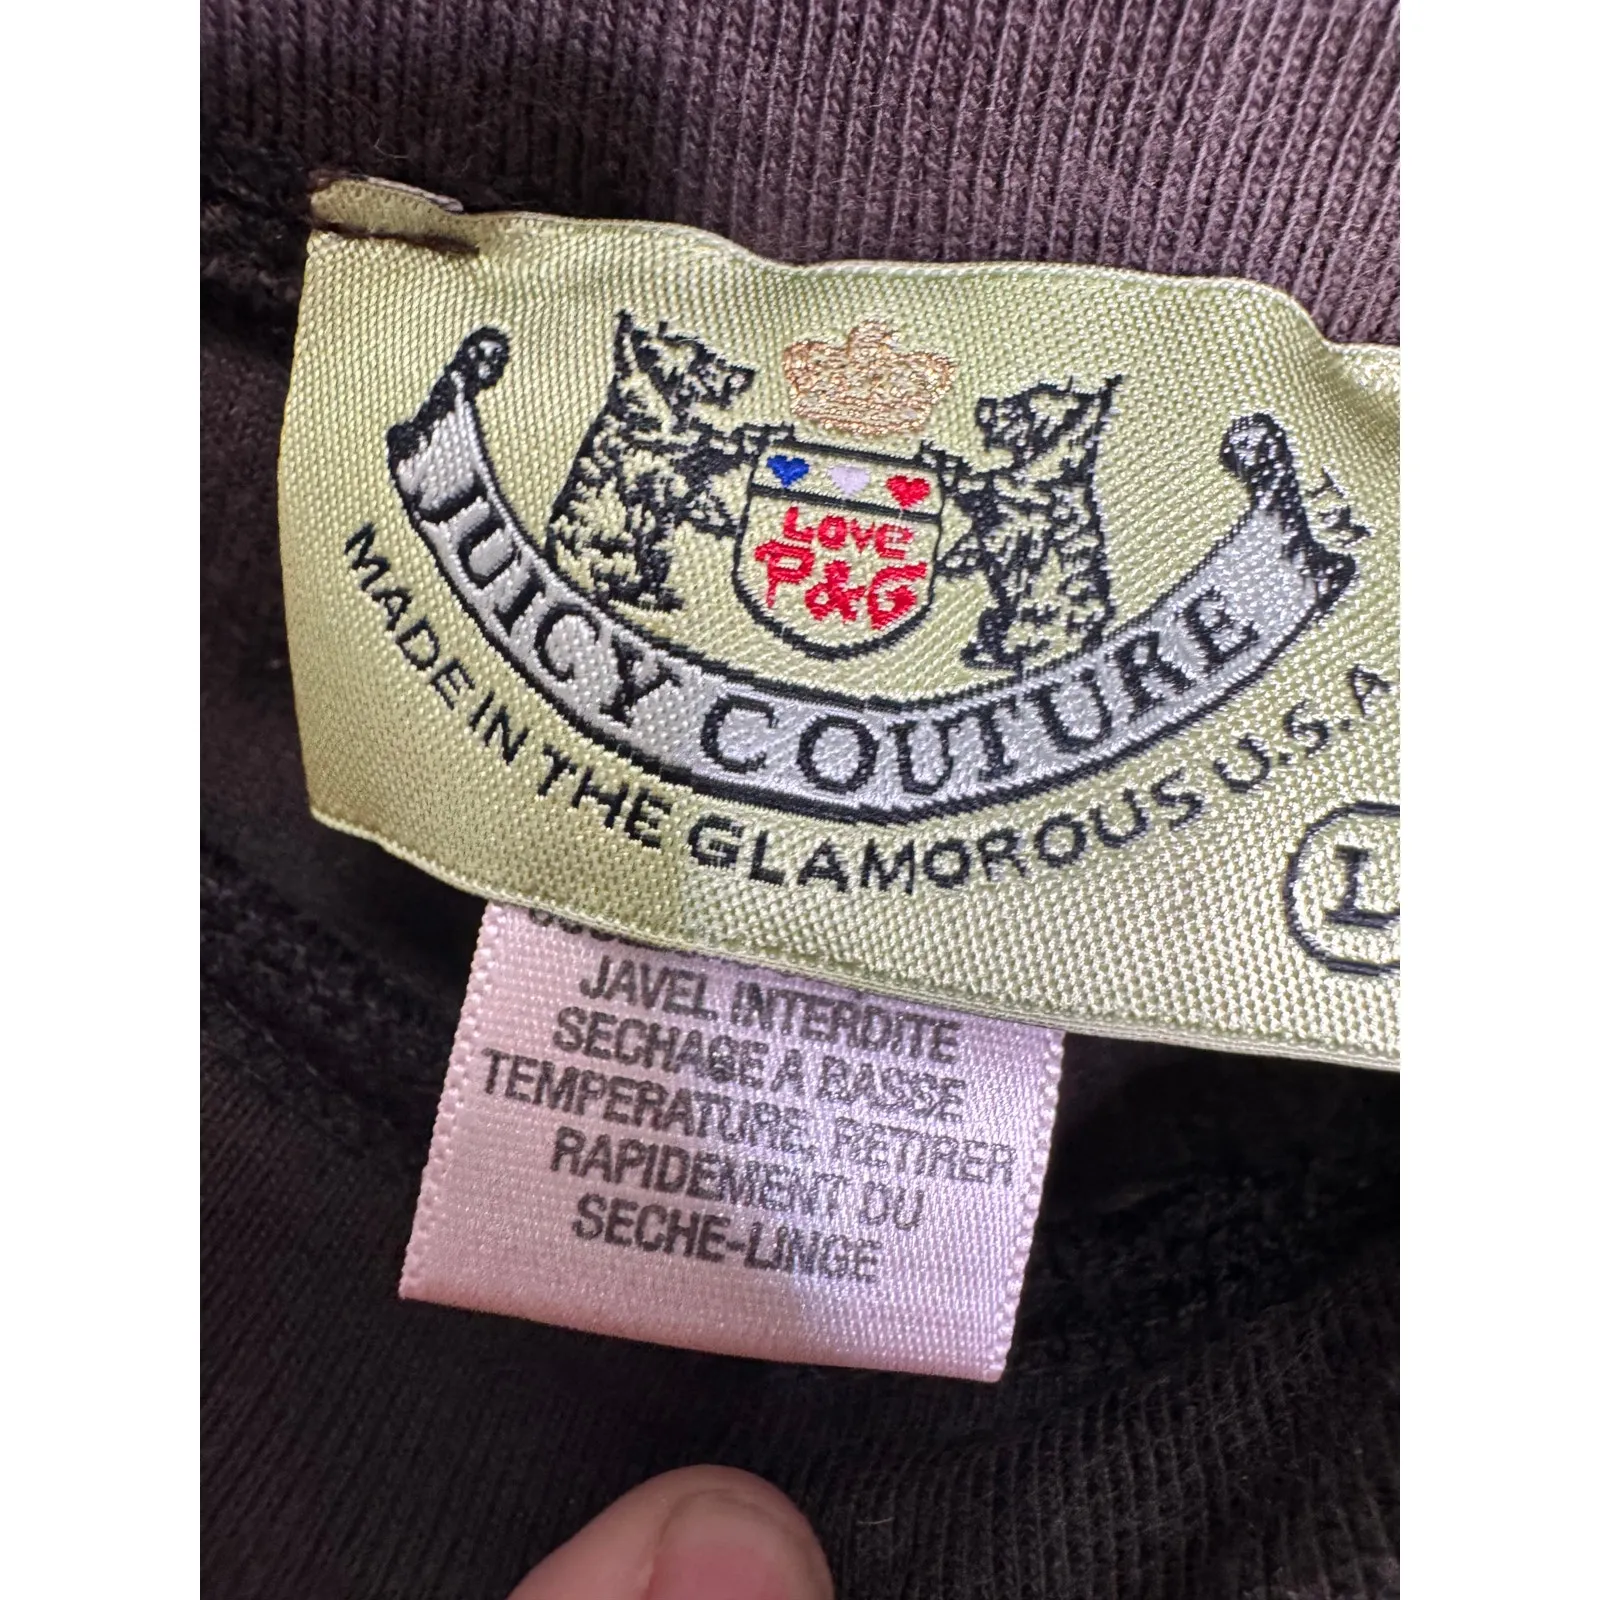 LOVE
P&G
JUICY COUTURE
TM
MADE IN THE GLAMOROUS U.S.A
L
JAVEL INTERDITE
SECHAGE A BASSE
TEMPERATURE, RETIRER
RAPIDEMENT DU
SECHE-LINGE